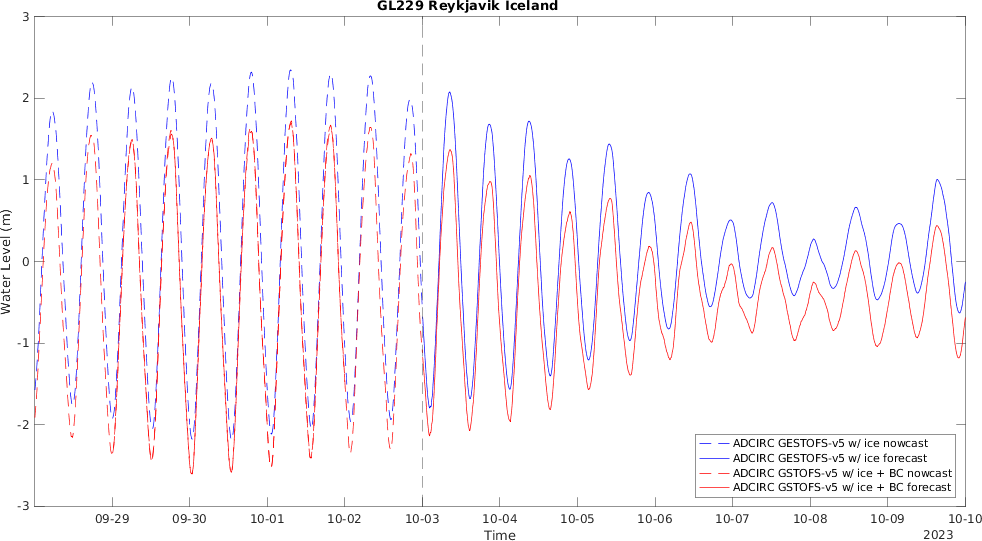 GL229 Reykjavik Iceland
3
2
1
0
-1
-2
-3
Water Level (m)
09-29 09-30 10-01 10-02 10-03 10-04 10-05 10-06 10-07 10-08 10-09 10-10
Time
2023
ADCIRC GESTOFS-v5 w/ ice nowcast
ADCIRC GESTOFS-v5 w/ ice forecast
ADCIRC GSTOFS-v5 w/ ice + BC nowcast
ADCIRC GSTOFS-v5 w/ ice + BC forecast